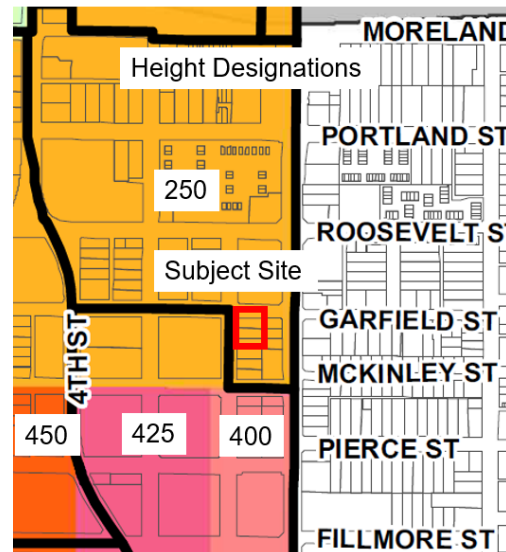 MORELAND
Height Designations
PORTLAND ST
250
ROOSEVELT ST
Subject Site
GARFIELD ST
4TH ST
MCKINLEY ST
450
425
400
PIERCE ST
FILLMORE ST